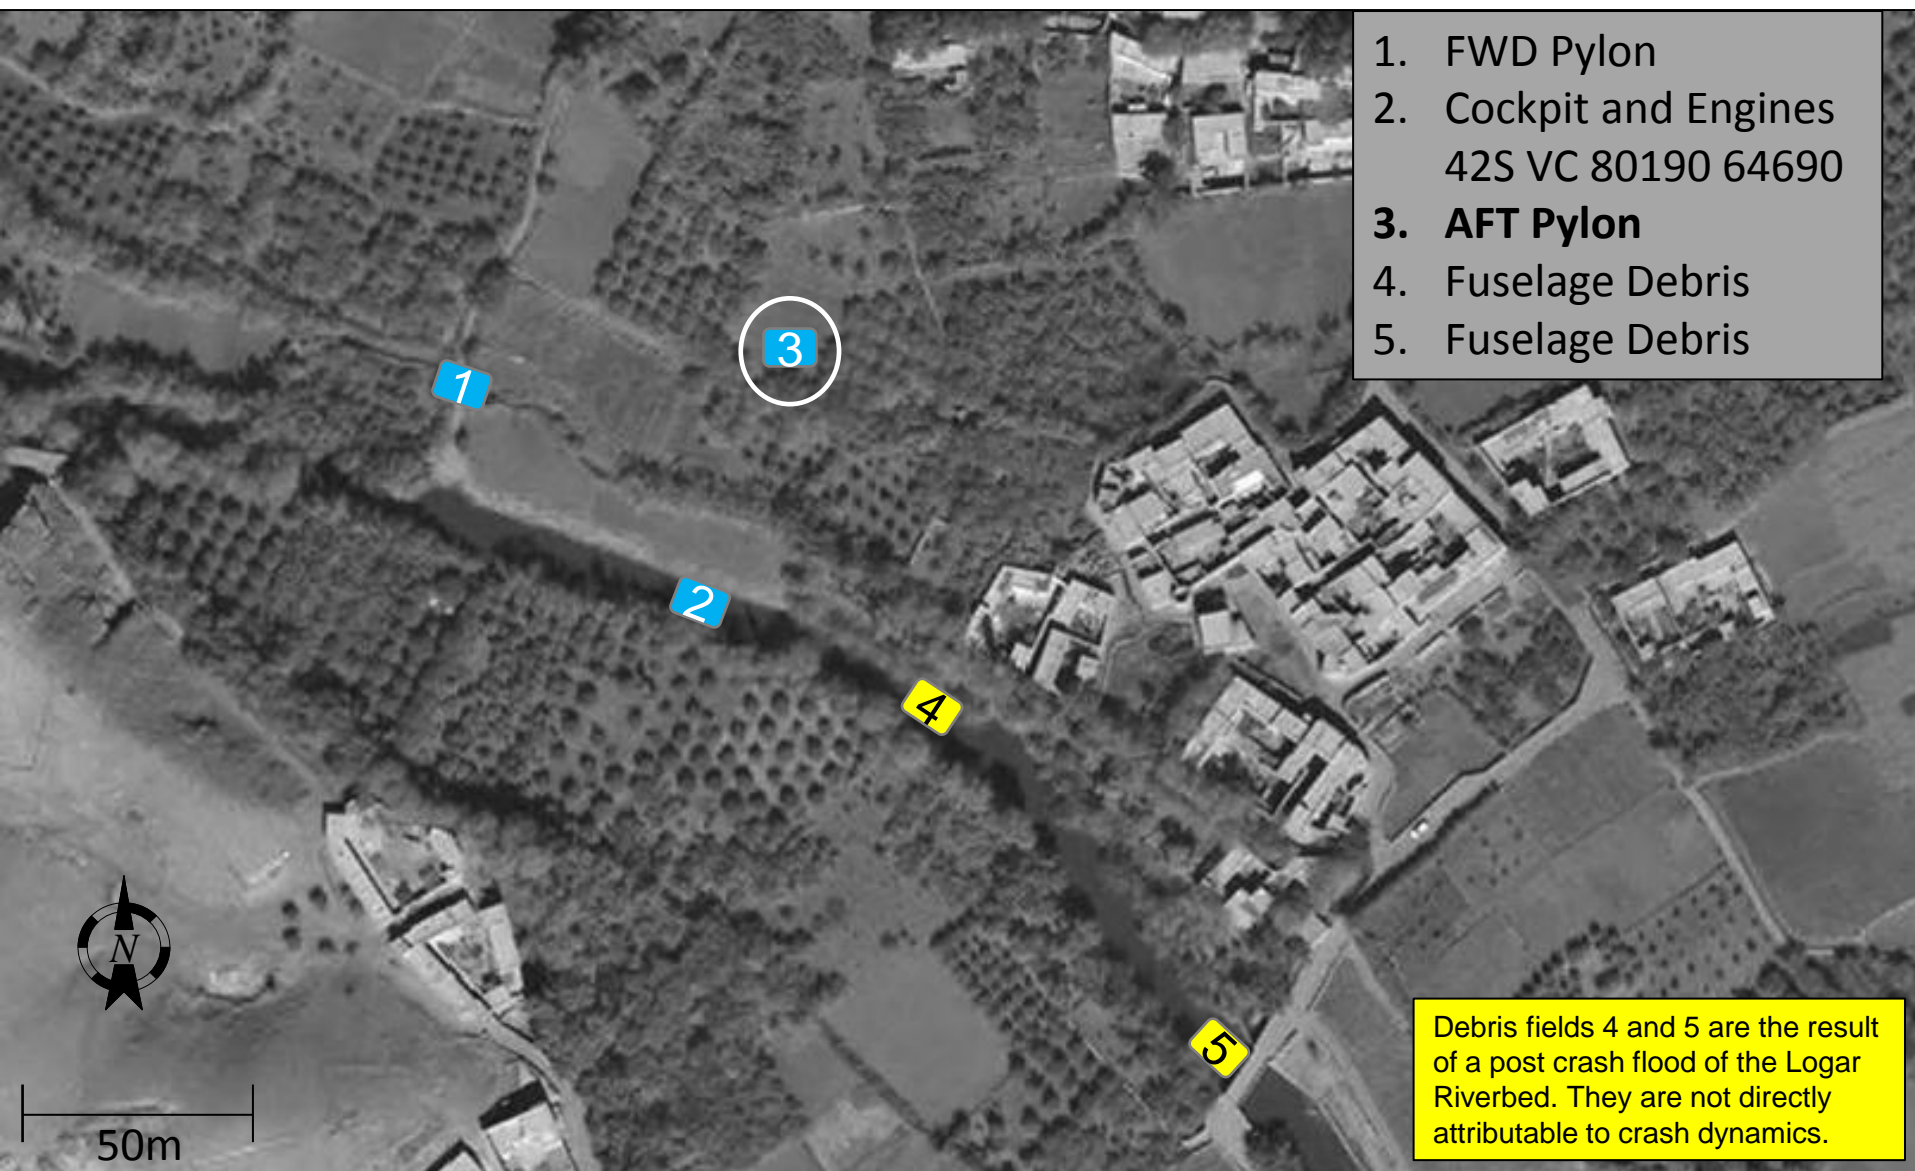 1. FWD Pylon
2. Cockpit and Engines
42S VC 80190 64690
3. AFT Pylon
4. Fuselage Debris
5. Fuselage Debris
3
1
2
4
5
N
50m
Debris fields 4 and 5 are the result
of a post crash flood of the Logar
Riverbed. They are not directly
attributable to crash dynamics.